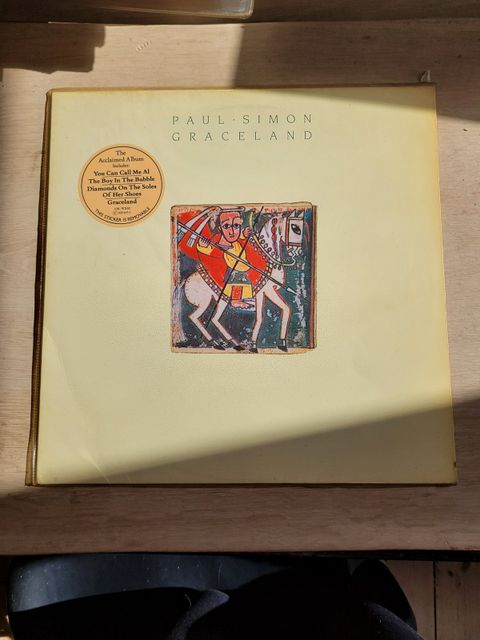 PAUL · SIMON
GRACELAND
The
Acclaimed Album
Includes:
You Can Call Me Al
The Boy In The Bubble
Diamonds On The Soles
Of Her Shoes
Graceland
THIS STICKER IS REMOVABLE